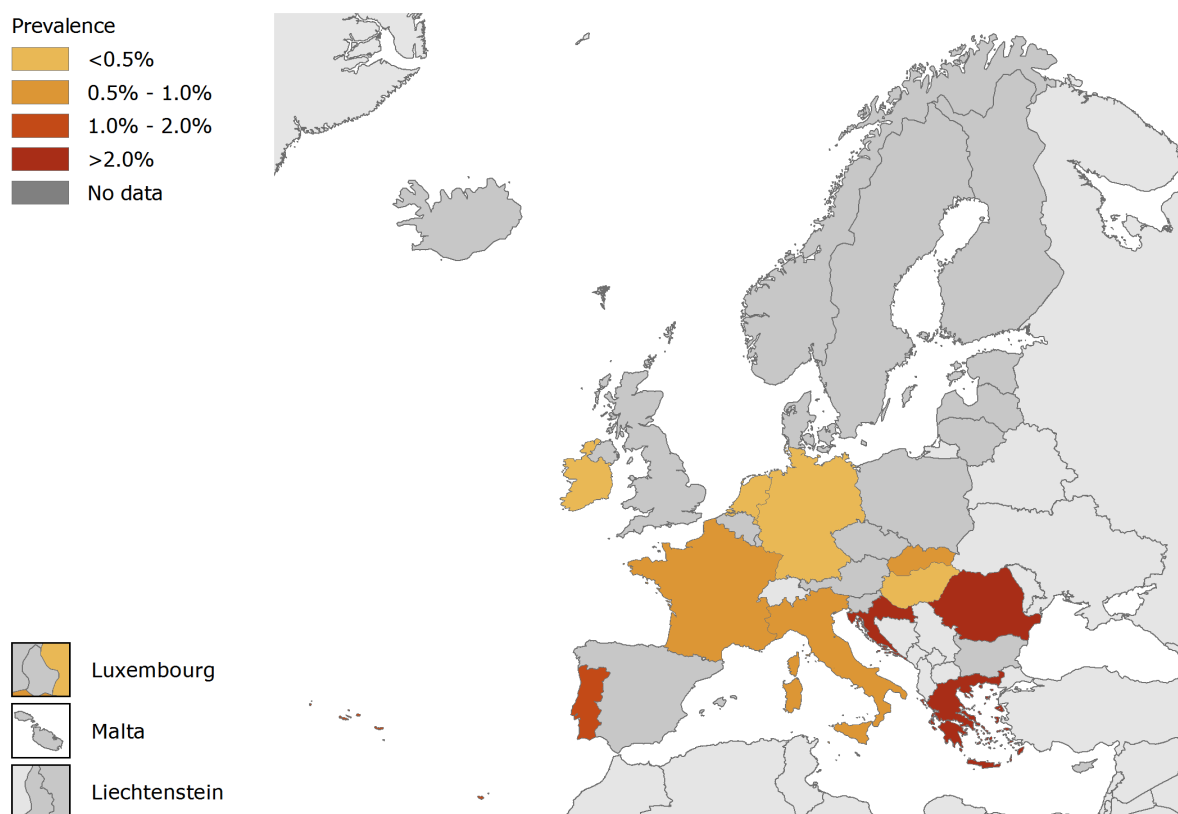 Prevalence
<0.5%
0.5% - 1.0%
1.0% - 2.0%
>2.0%
No data
Luxembourg
Malta
Liechtenstein